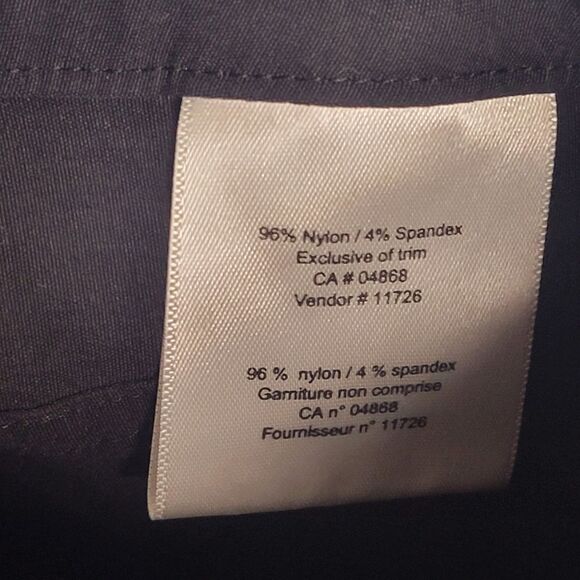 96% Nylon / 4% Spandex
Exclusive of trim
CA # 04868
Vendor # 11726
96 % nylon / 4 % spandex
Garniture non comprise
CA n° 04868
Fournisseur n° 11726